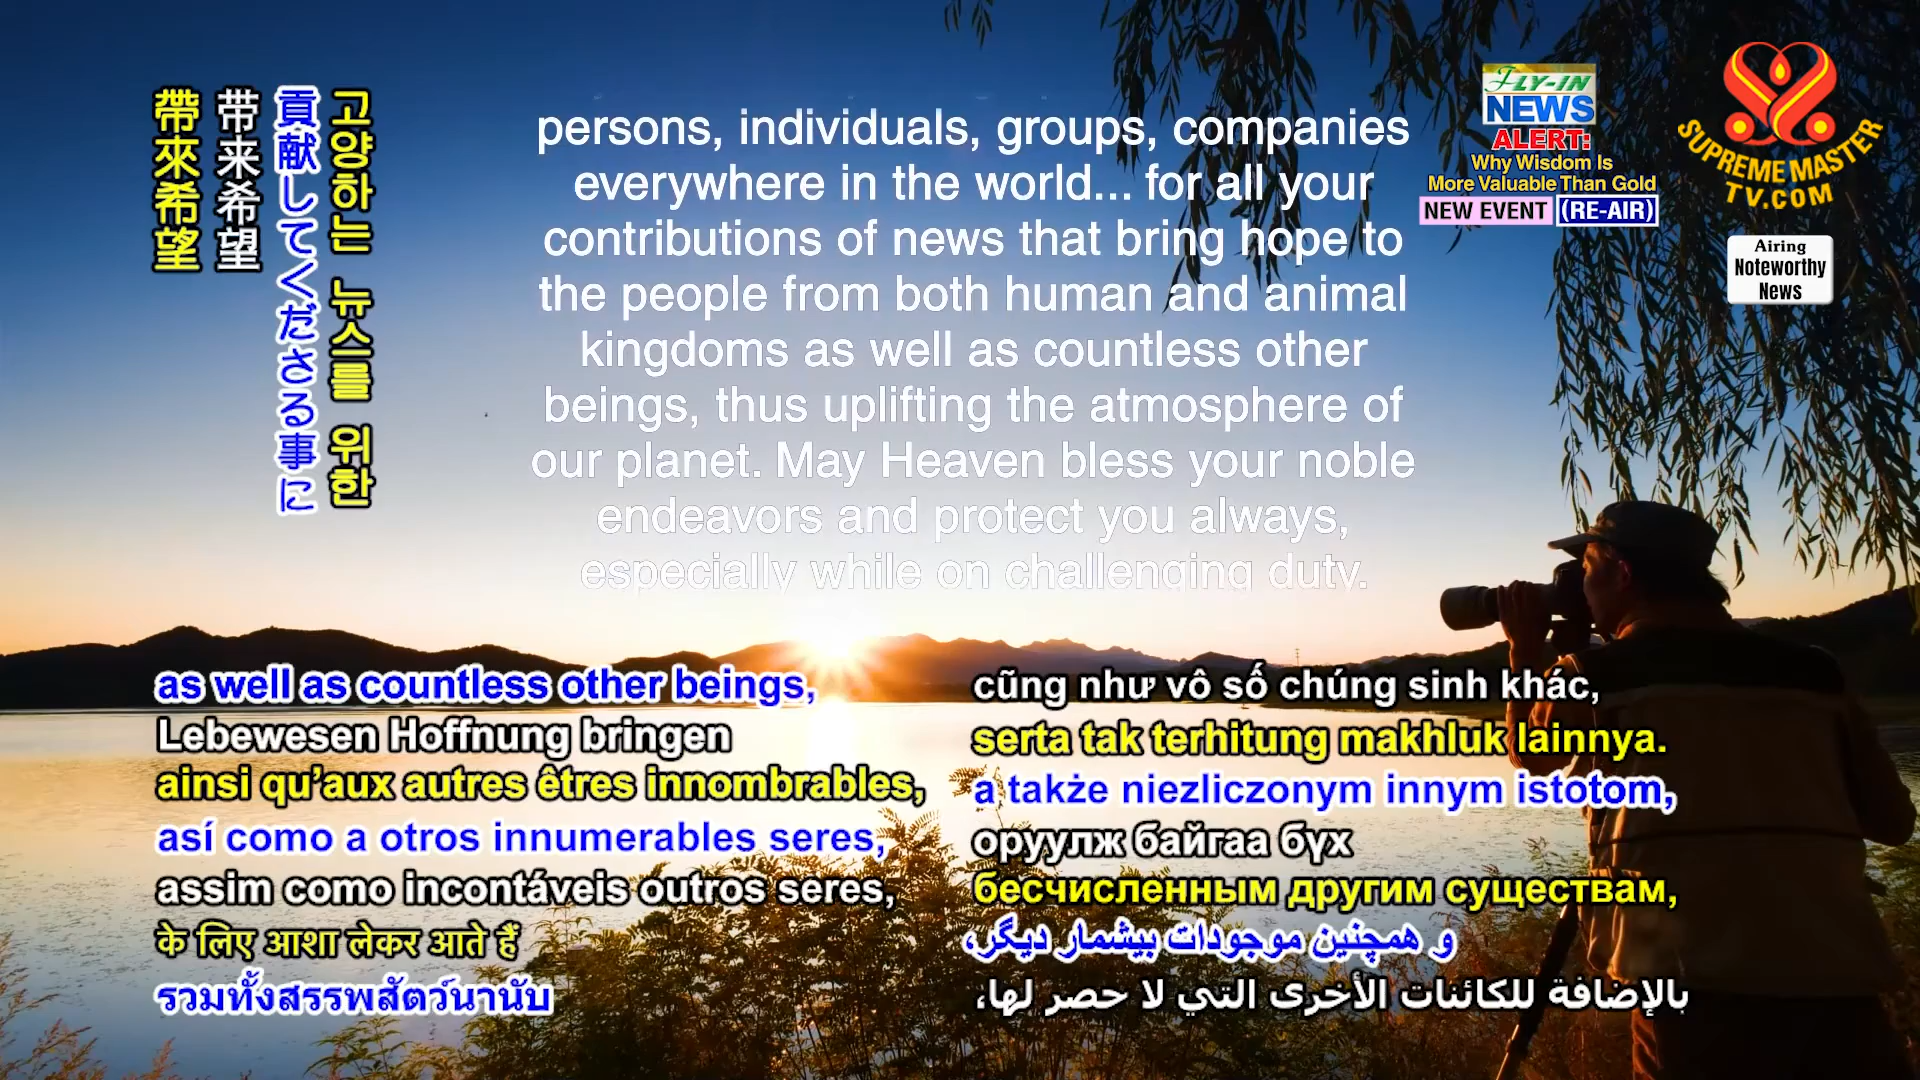 帶來希望
带来希望
貢献してくださる事に
고양하는 뉴스를 위한
persons, individuals, groups, companies
everywhere in the world... for all your
contributions of news that bring hope to
the people from both human and animal
kingdoms as well as countless other
beings, thus uplifting the atmosphere of
our planet. May Heaven bless your noble
endeavors and protect you always,
especially while on challenging duty.
FLY-IN
NEWS
ALERT:
Why Wisdom Is
More Valuable Than Gold
NEW EVENT (RE-AIR)
SUPREME MASTER
TV.COM
Airing
Noteworthy
News
as well as countless other beings,
Lebewesen Hoffnung bringen
ainsi qu’aux autres êtres innombrables,
así como a otros innumerables seres,
assim como incontáveis outros seres,
के लिए आशा लेकर आते हैं
รวมทั้งสรรพสัตว์นานับ
cũng như vô số chúng sinh khác,
serta tak terhitung makhluk lainnya.
a także niezliczonym innym istotom,
оруулж байгаа бүх
бесчисленным другим существам,
و همچنین موجودات بیشمار دیگر،
بالإضافة للكائنات الأخرى التي لا حصر لها،